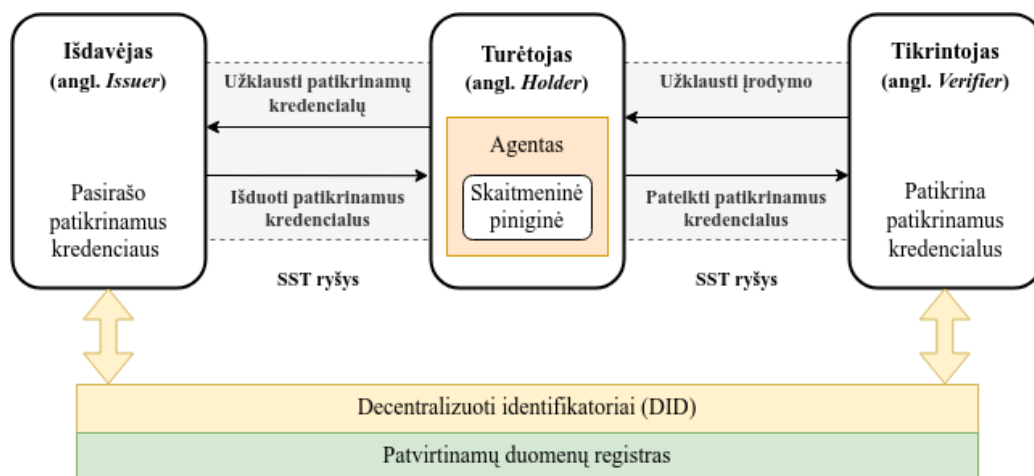 Išdavėjas
(angl. Issuer)
Pasirašo
patikrinamus
kredenciaus
Užklausti patikrinamų
kredencialų
Išduoti patikrinamus
kredencialus
SST ryšys
Turėtojas
(angl. Holder)
Agentas
Skaitmeninė
piniginė
Užklausti įrodymo
Pateikti patikrinamus
kredencialus
SST ryšys
Tikrintojas
(angl. Verifier)
Patikrina
patikrinamus
kredencialus
Decentralizuoti identifikatoriai (DID)
Patvirtinamų duomenų registras